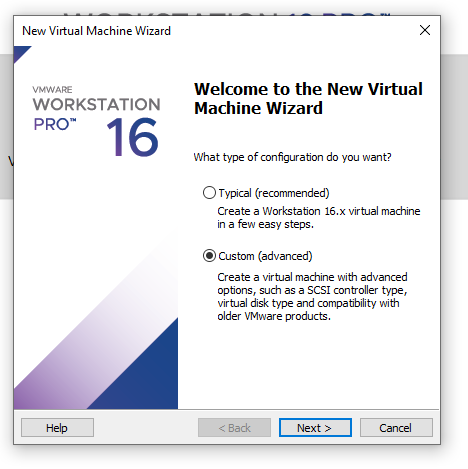 WORKSTATION 16 PRO™
New Virtual Machine Wizard
VMWARE
WORKSTATION
PRO™ 16
Welcome to the New Virtual
Machine Wizard
What type of configuration do you want?
Typical (recommended)
Create a Workstation 16.x virtual machine
in a few easy steps.
Custom (advanced)
Create a virtual machine with advanced
options, such as a SCSI controller type,
virtual disk type and compatibility with
older VMware products.
Help
< Back
Next >
Cancel